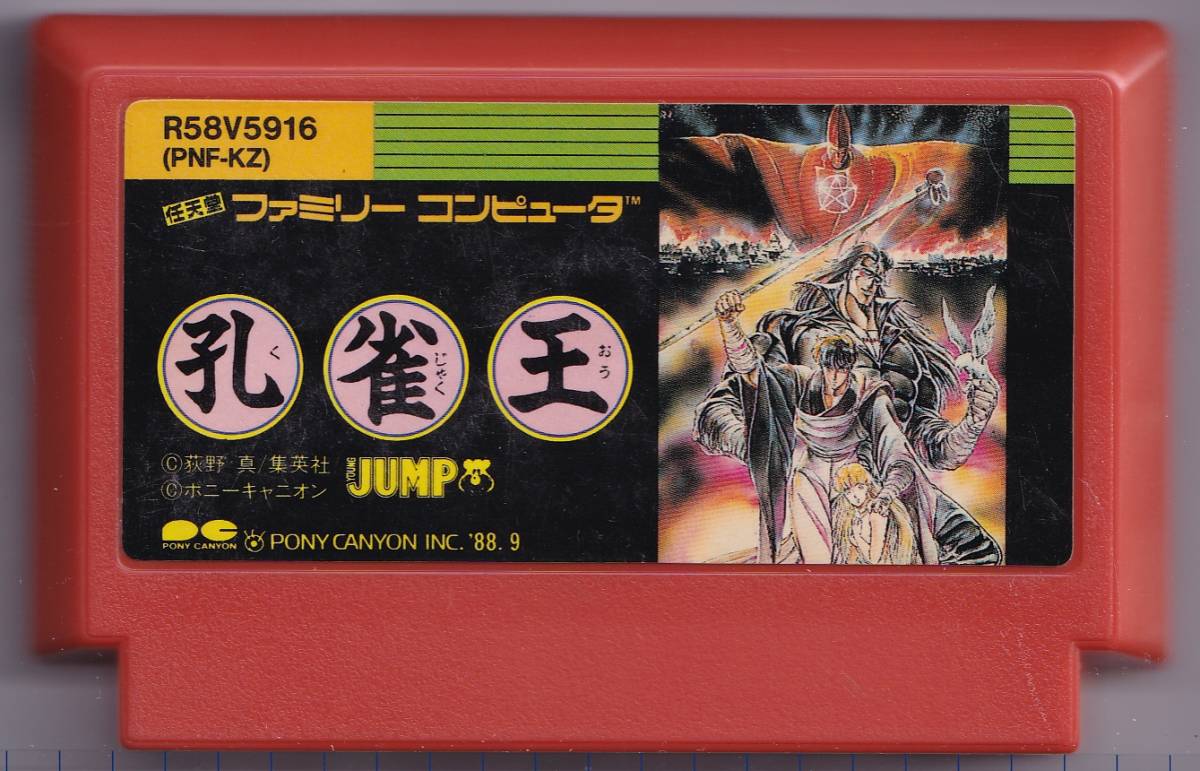 R58V5916
(PNF-KZ)
任天堂 ファミリー コンピュータ™
孔 雀 王
く じゃく おう
©荻野 真/集英社
©ポニーキャニオン
YOUNG JUMP
PONY CANYON PONY CANYON INC. '88. 9